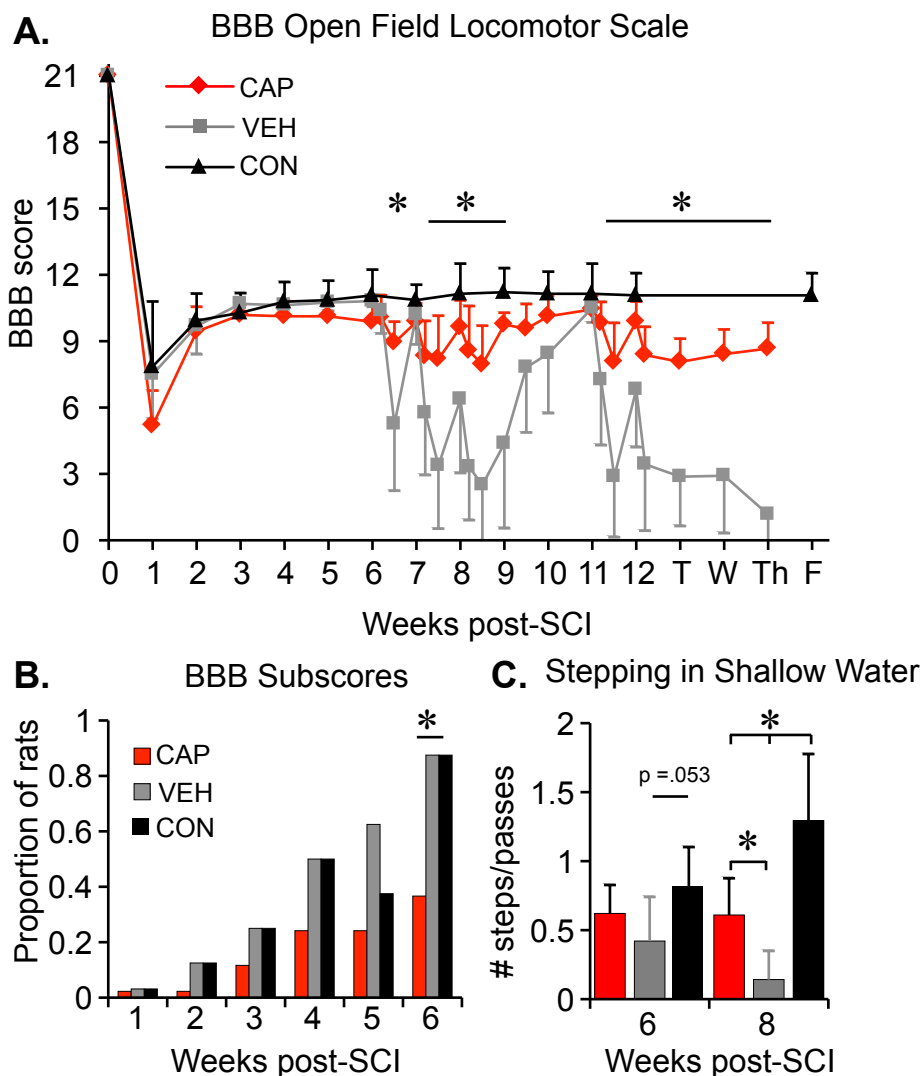 A.
BBB Open Field Locomotor Scale
BBB score
21
18
15
12
9
6
3
0
CAP
VEH
CON
*
*
*
0 1 2 3 4 5 6 7 8 9 10 11 12 T W Th F
Weeks post-SCI
B.
BBB Subscores
Proportion of rats
1
0.8
0.6
0.4
0.2
0
CAP
VEH
CON
*
1 2 3 4 5 6
Weeks post-SCI
C.
Stepping in Shallow Water
# steps/passes
2
1.5
1
0.5
0
p =.053
*
*
6 8
Weeks post-SCI